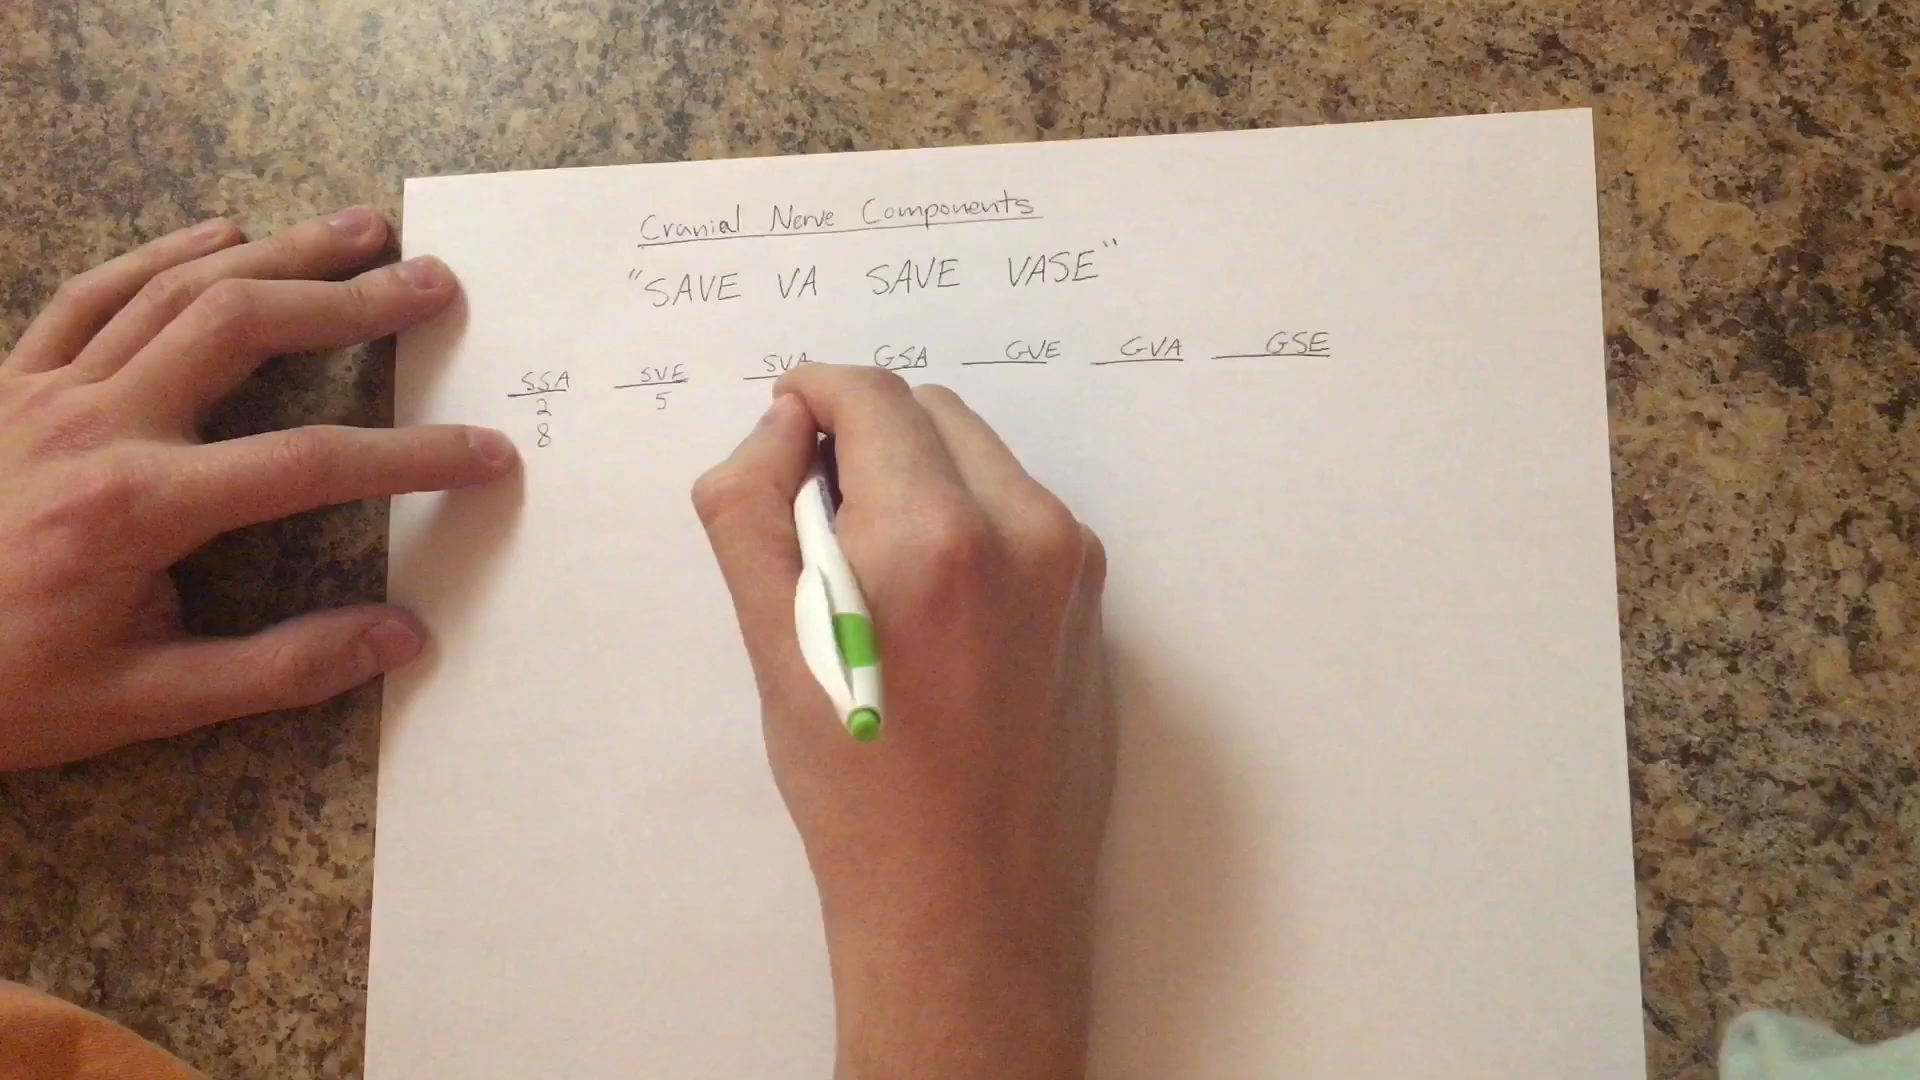 Cranial Nerve Components
"SAVE VA SAVE VASE"
SSA SVE SVA GSA GVE GVA GSE
2 5
8